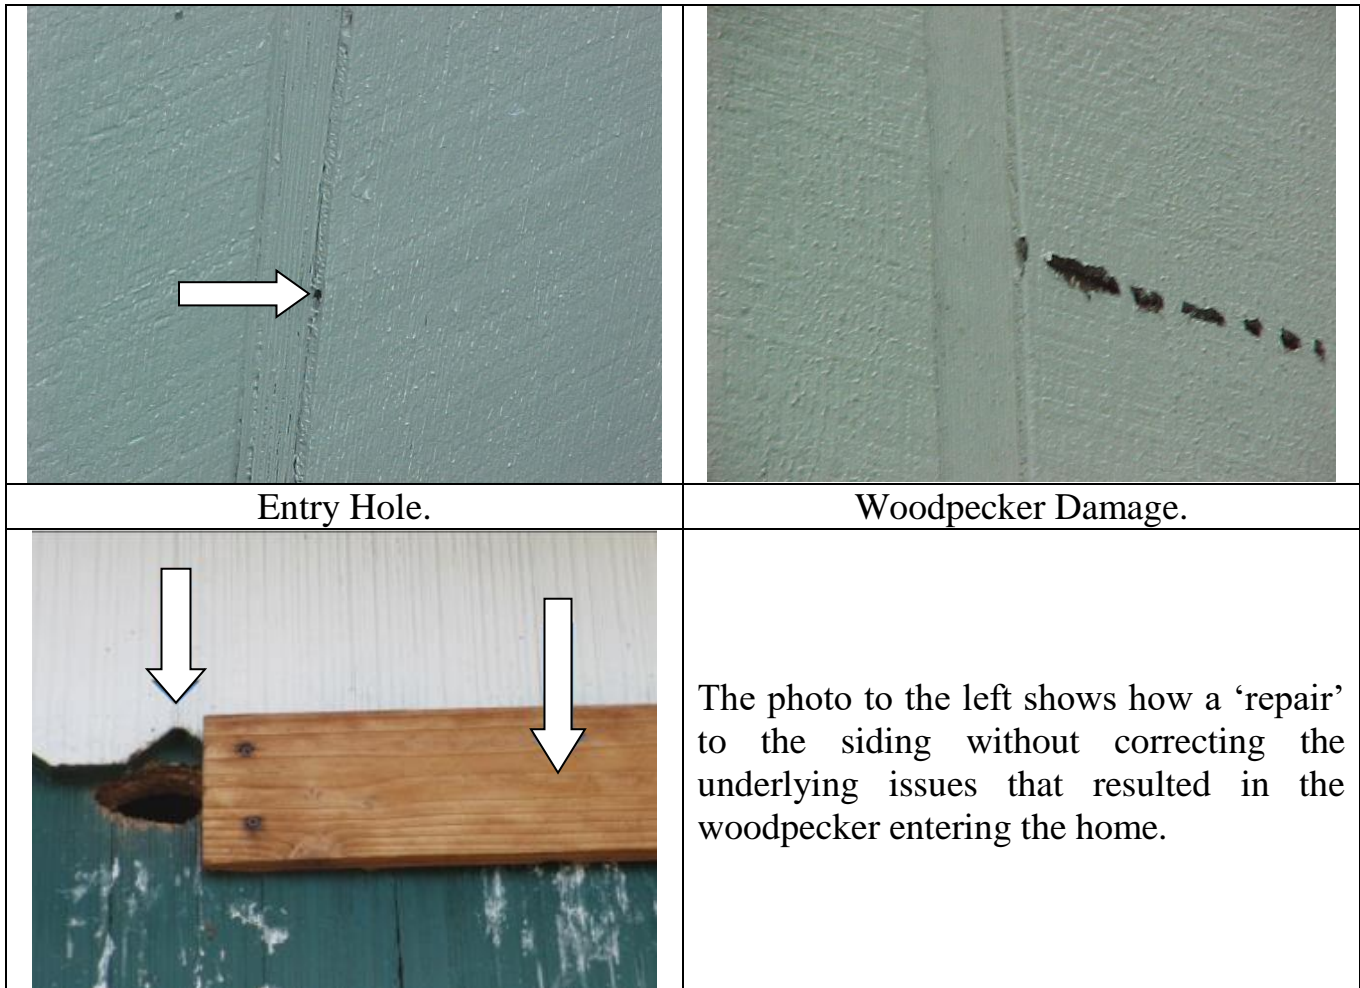 Entry Hole.
Woodpecker Damage.
The photo to the left shows how a ‘repair’
to the siding without correcting the
underlying issues that resulted in the
woodpecker entering the home.